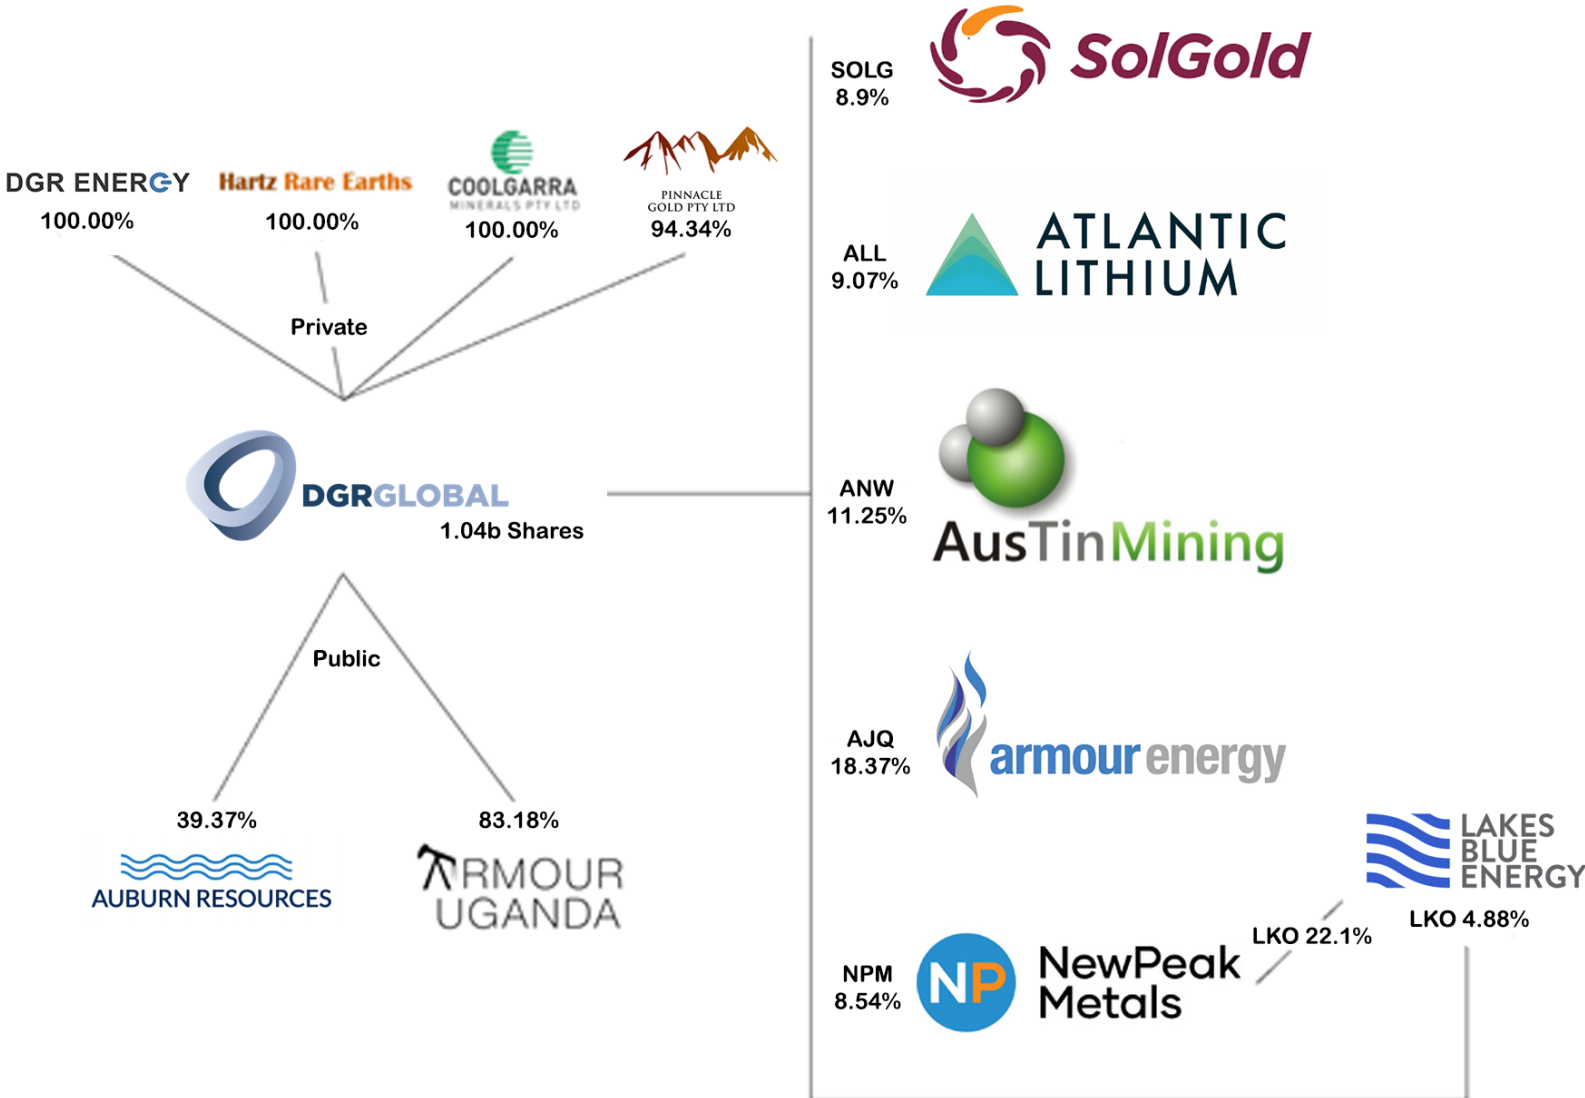 DGR ENERGY
100.00%
Hartz Rare Earths
100.00%
COOLGARRA
MINERALS PTY LTD
100.00%
PINNACLE
GOLD PTY LTD
94.34%
Private
DGRGLOBAL
1.04b Shares
Public
39.37%
AUBURN RESOURCES
83.18%
ARMOUR
UGANDA
SOLG
8.9%
SolGold
ALL
9.07%
ATLANTIC
LITHIUM
ANW
11.25%
AusTinMining
AJQ
18.37%
armour energy
NPM
8.54%
NP
NewPeak
Metals
LKO 22.1%
LAKES
BLUE
ENERGY
LKO 4.88%